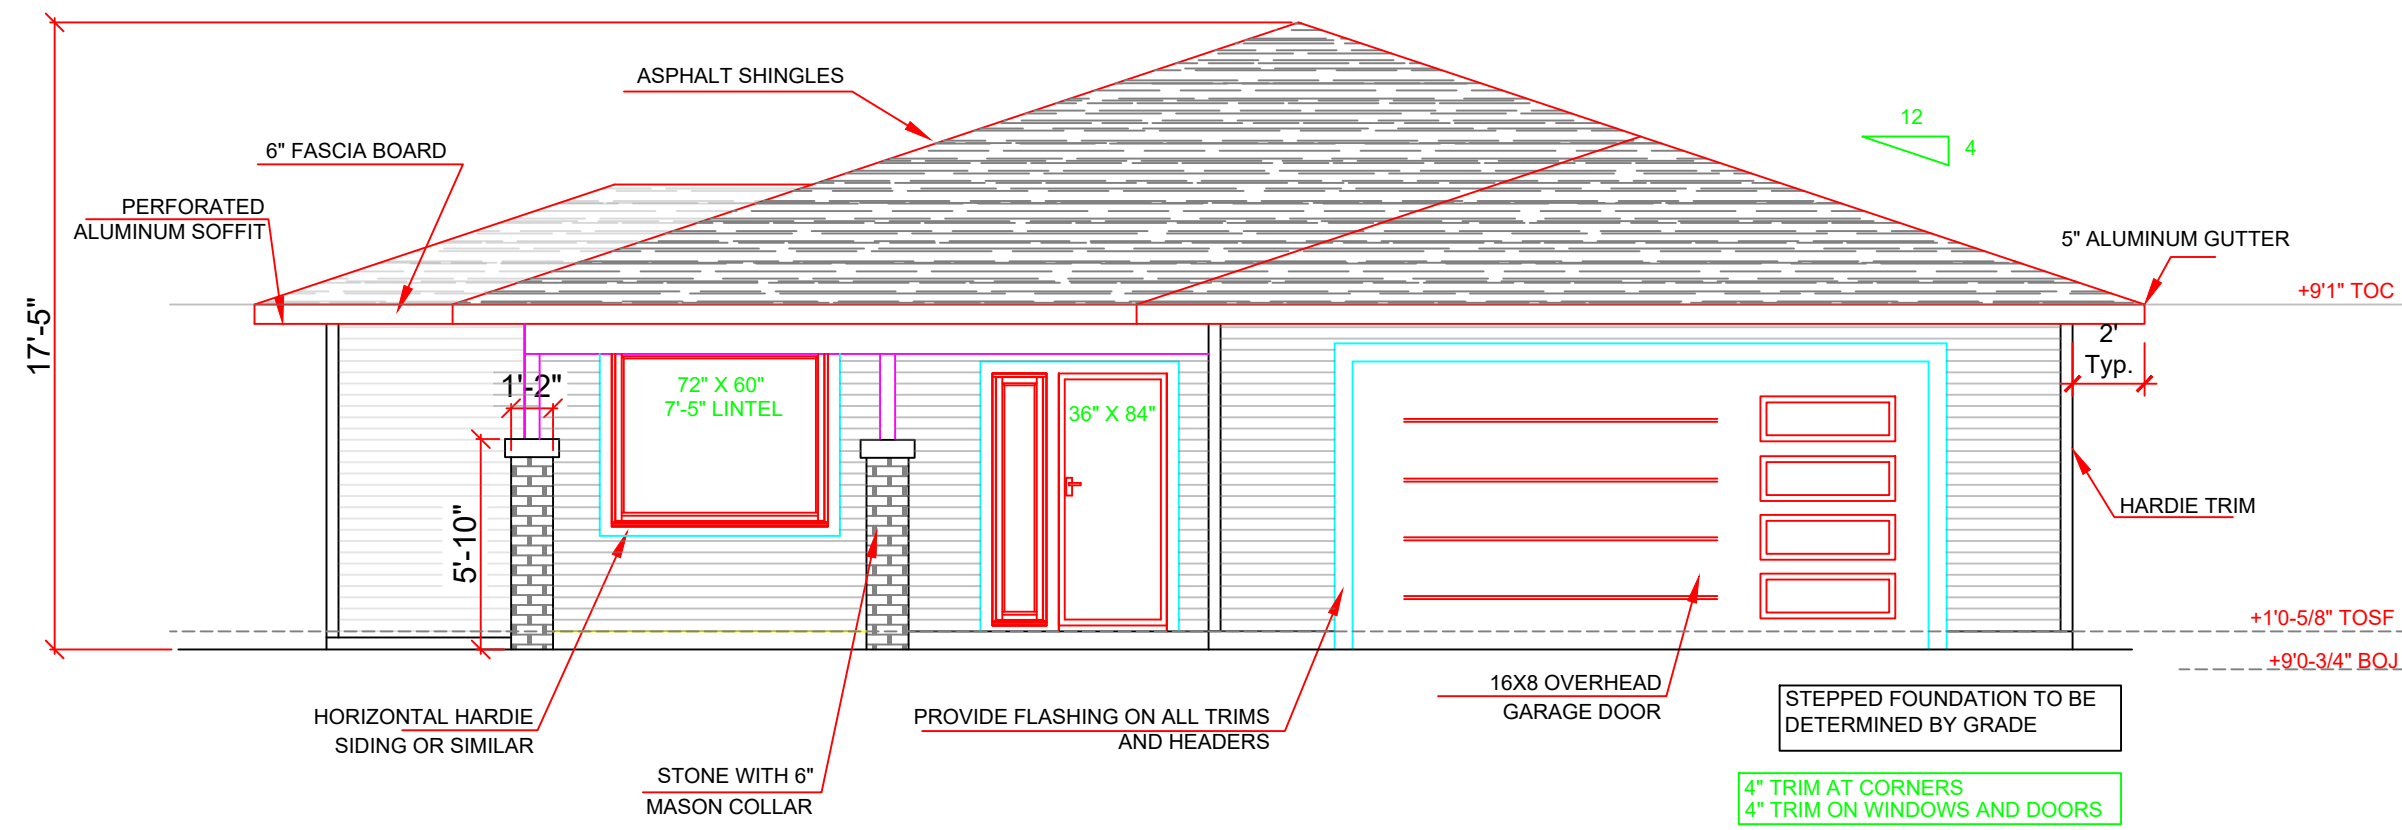 ASPHALT SHINGLES
12
4
6" FASCIA BOARD
PERFORATED
ALUMINUM SOFFIT
5" ALUMINUM GUTTER
+9'1" TOC
17'-5"
2'
Typ.
1'-2"
72" X 60"
7'-5" LINTEL
36" X 84"
5'-10"
HARDIE TRIM
+1'0-5/8" TOSF
+9'0-3/4" BOJ
16X8 OVERHEAD
GARAGE DOOR
STEPPED FOUNDATION TO BE
DETERMINED BY GRADE
HORIZONTAL HARDIE
SIDING OR SIMILAR
PROVIDE FLASHING ON ALL TRIMS
AND HEADERS
STONE WITH 6"
MASON COLLAR
4" TRIM AT CORNERS
4" TRIM ON WINDOWS AND DOORS